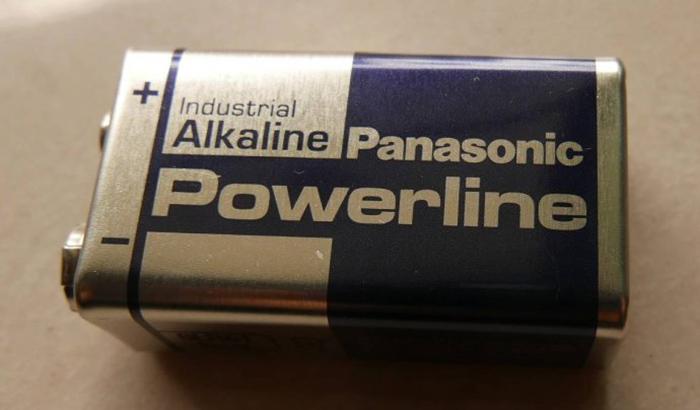 +
Industrial
Alkaline
Panasonic
Powerline
−